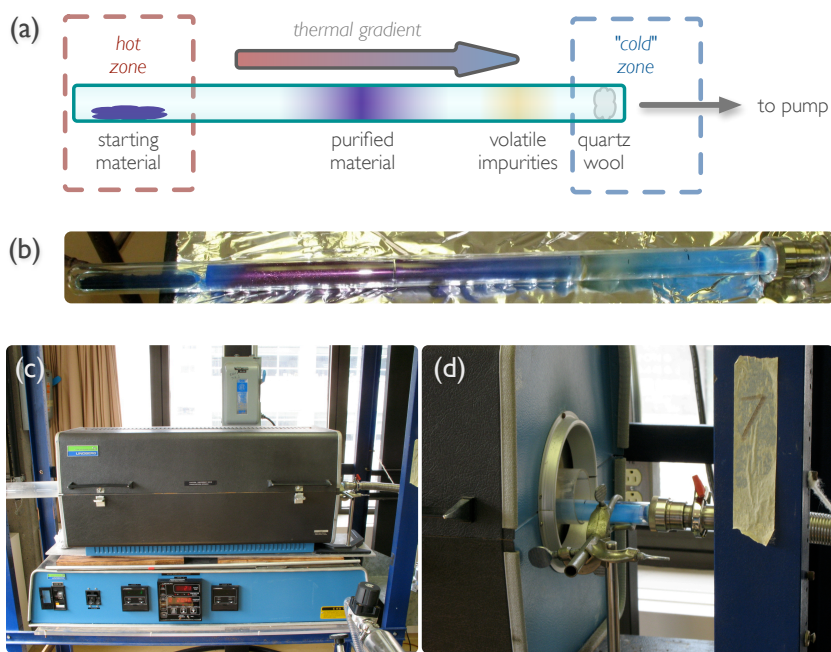 (a)
hot
zone
thermal gradient
"cold"
zone
to pump
starting
material
purified
material
volatile
impurities
quartz
wool
(b)
(c)
(d)